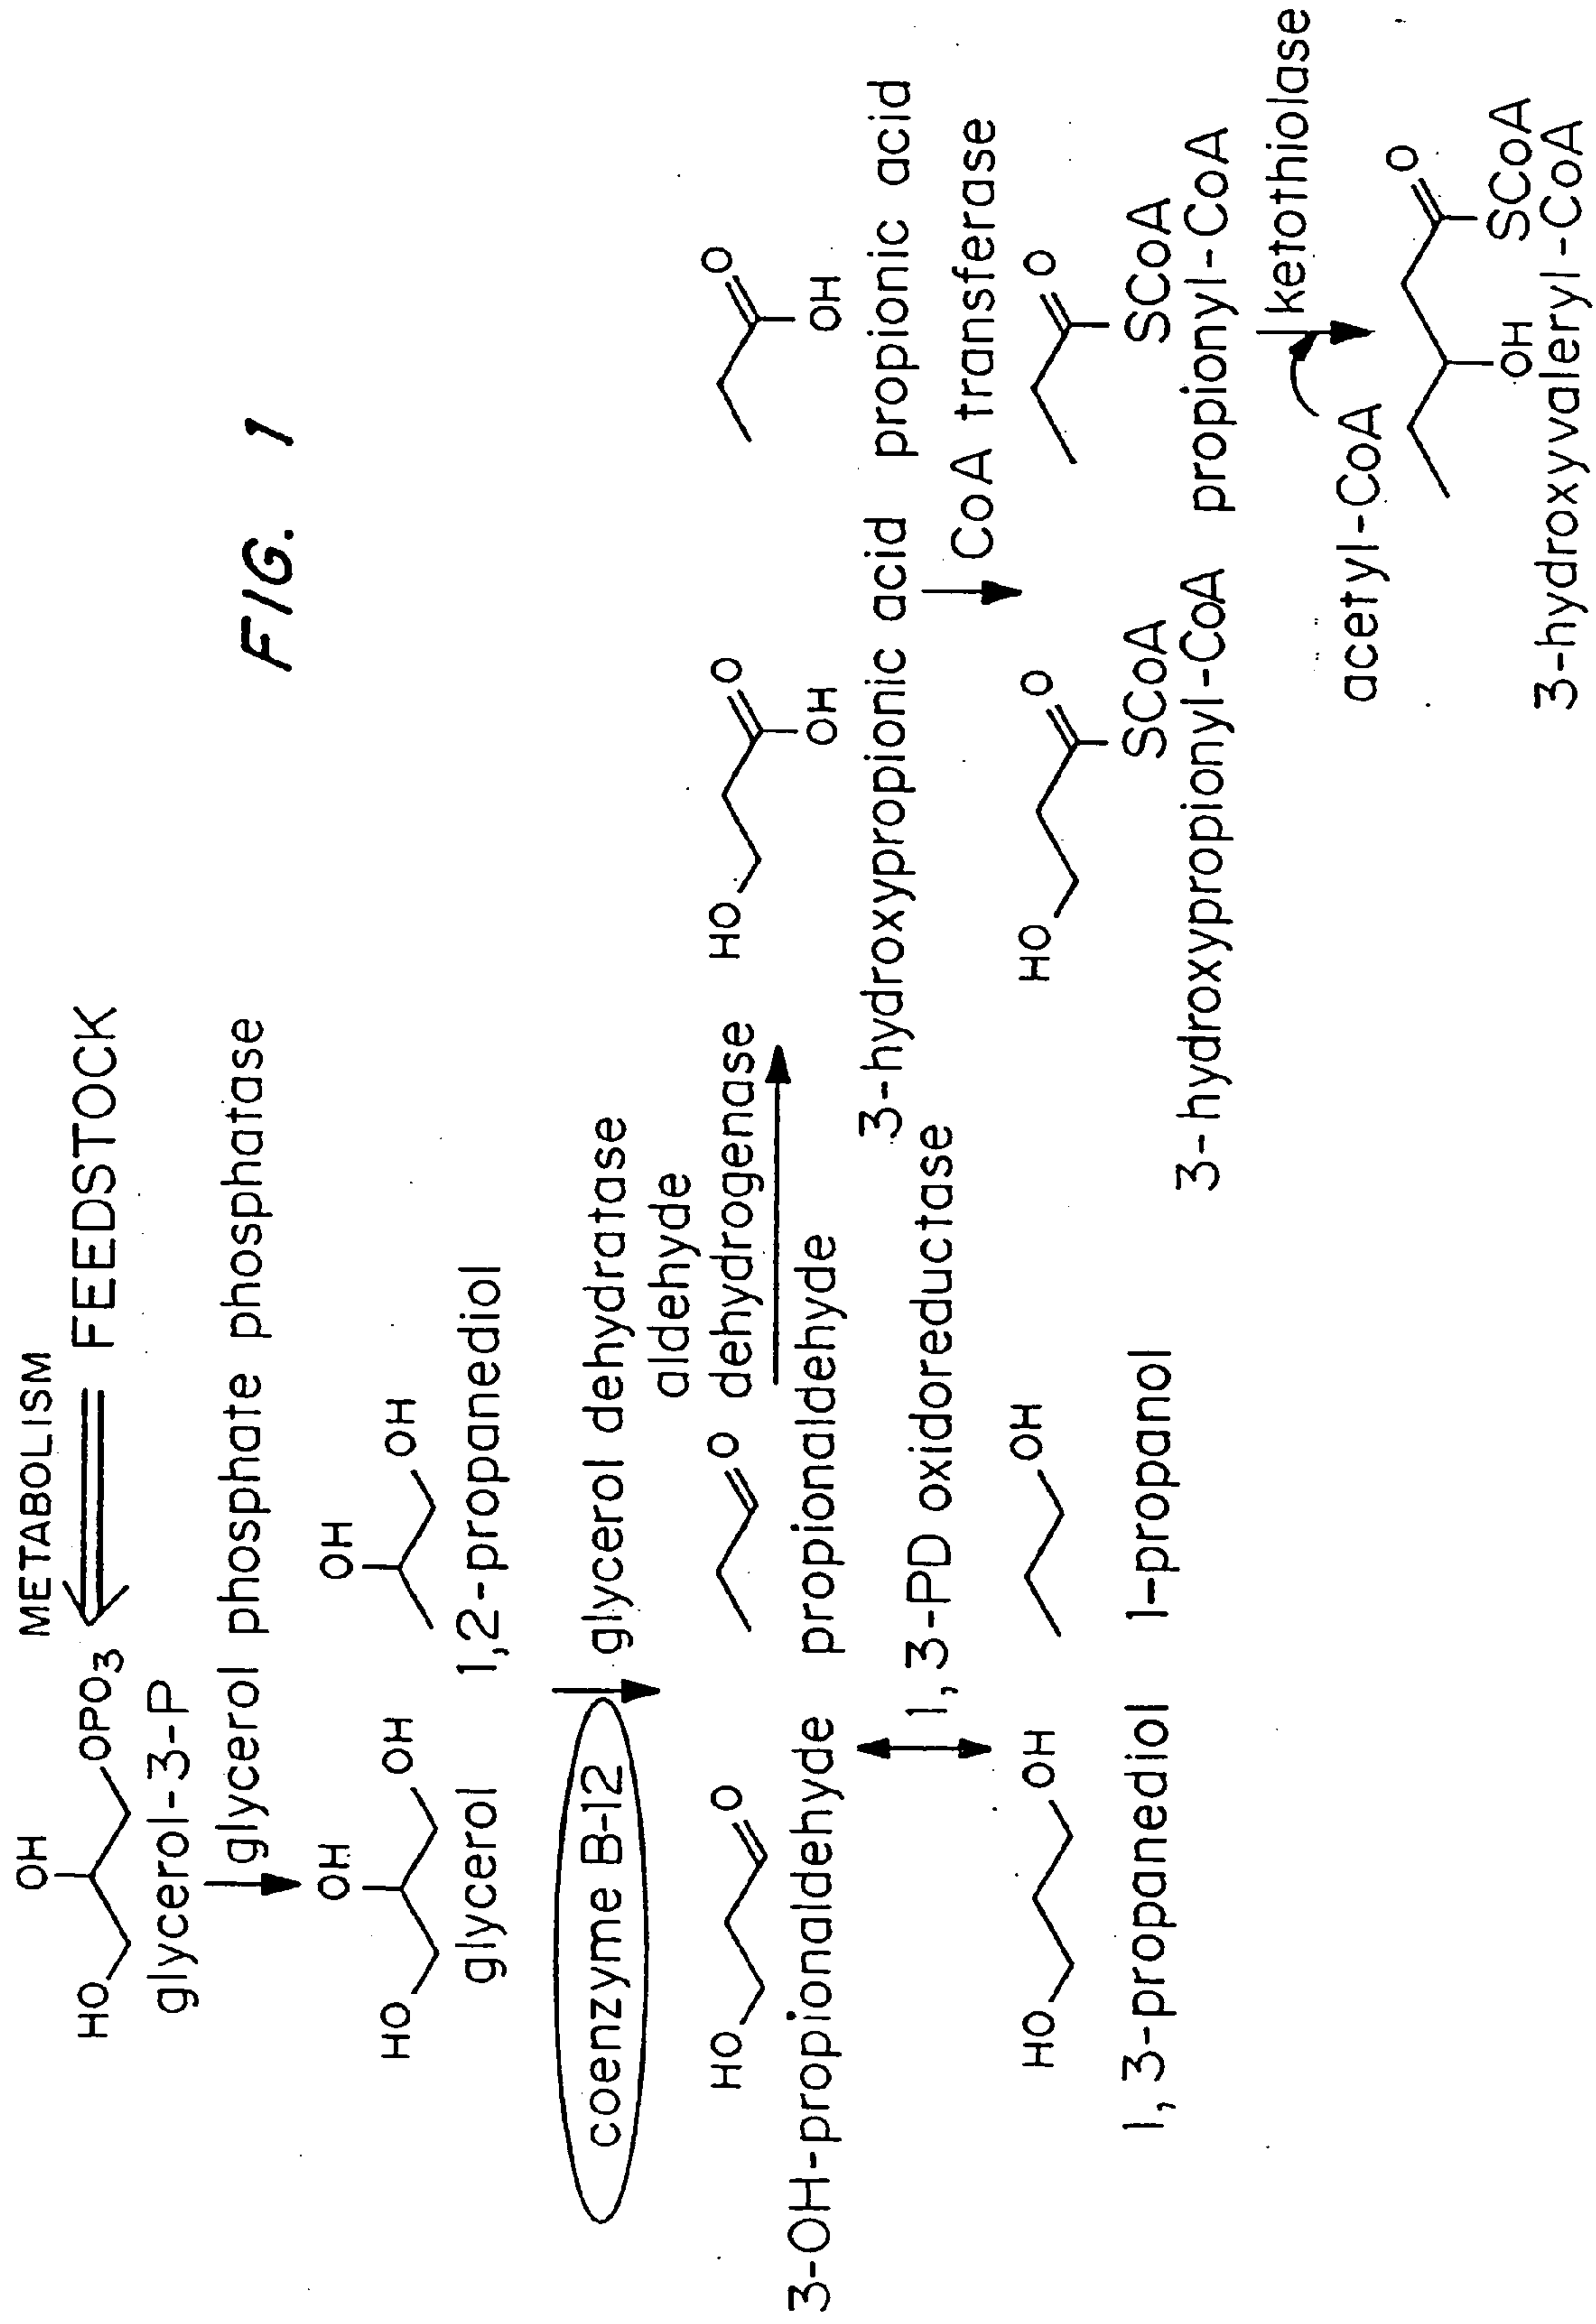 FIG. 1
METABOLISM
FEEDSTOCK
OH
HO
OPO3
glycerol-3-P
glycerol phosphate phosphatase
OH
HO
OH
glycerol
OH
OH
1,2-propanediol
coenzyme B-12
glycerol dehydratase
HO
O
3-OH-propionaldehyde
O
propionaldehyde
aldehyde
dehydrogenase
HO
O
OH
3-hydroxypropionic acid
O
OH
propionic acid
1,3-PD oxidoreductase
HO
OH
1,3-propanediol
OH
1-propanol
CoA transferase
HO
O
SCoA
3-hydroxypropionyl-CoA
O
SCoA
propionyl-CoA
acetyl-CoA
ketothiolase
O
OH
SCoA
3-hydroxyvaleryl-CoA